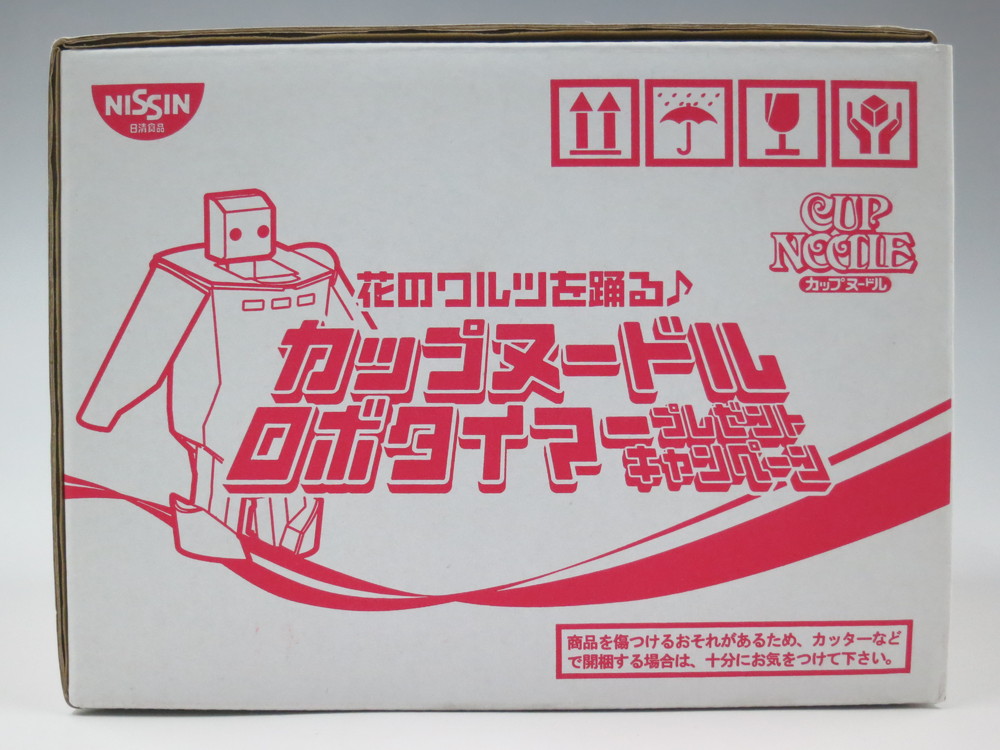 NISSIN
日清食品
CUP
NOODLE
カップヌードル
花のワルツを踊る♪
カップヌードル
ロボタイマープレゼント
キャンペーン
商品を傷つけるおそれがあるため、カッターなど
で開梱する場合は、十分にお気をつけて下さい。